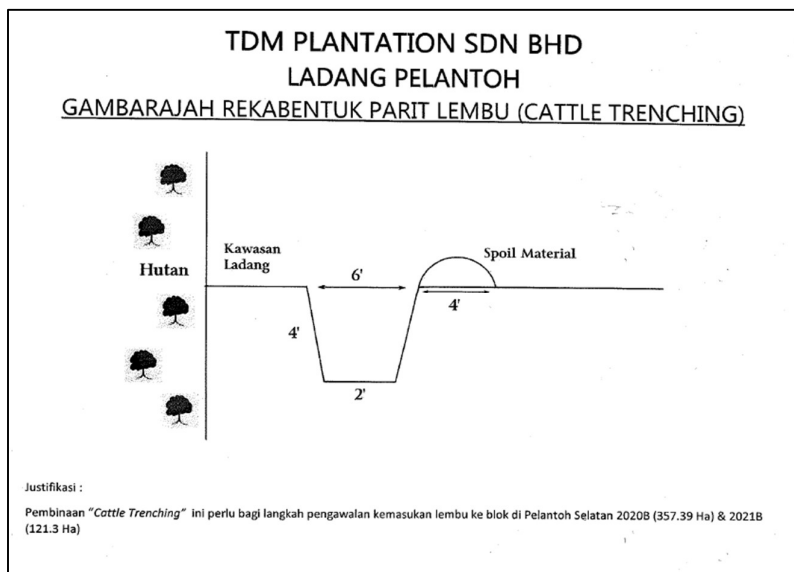 TDM PLANTATION SDN BHD
LADANG PELANTOH
GAMBARAJAH REKABENTUK PARIT LEMBU (CATTLE TRENCHING)
Kawasan
Ladang
Spoil Material
Hutan
6'
4'
4'
2'
Justifikasi :
Pembinaan "Cattle Trenching" ini perlu bagi langkah pengawalan kemasukan lembu ke blok di Pelantoh Selatan 2020B (357.39 Ha) & 2021B
(121.3 Ha)